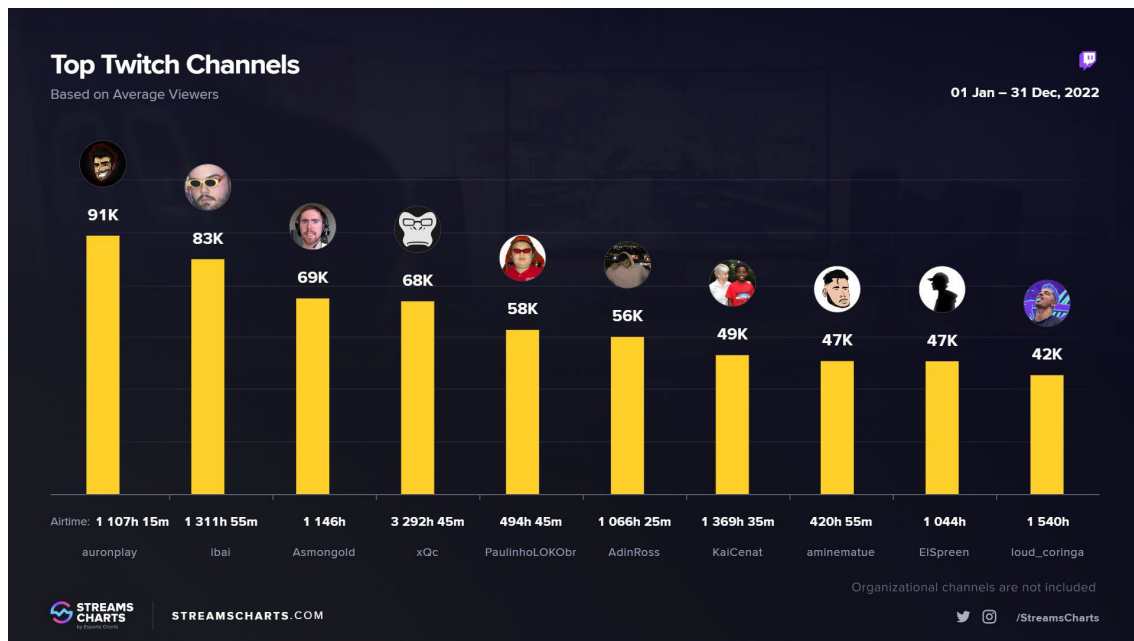 Top Twitch Channels
Based on Average Viewers
01 Jan – 31 Dec, 2022
91K
83K
69K
68K
58K
56K
49K
47K
47K
42K
Airtime: 1 107h 15m 1 311h 55m 1 146h 3 292h 45m 494h 45m 1 066h 25m 1 369h 35m 420h 55m 1 044h 1 540h
auronplay ibai Asmongold xQc PaulinhoLOKObr AdinRoss KaiCenat aminematue ElSpreen loud_coringa
Organizational channels are not included
STREAMS
CHARTS
by Esports Charts
STREAMSCHARTS.COM
/StreamsCharts